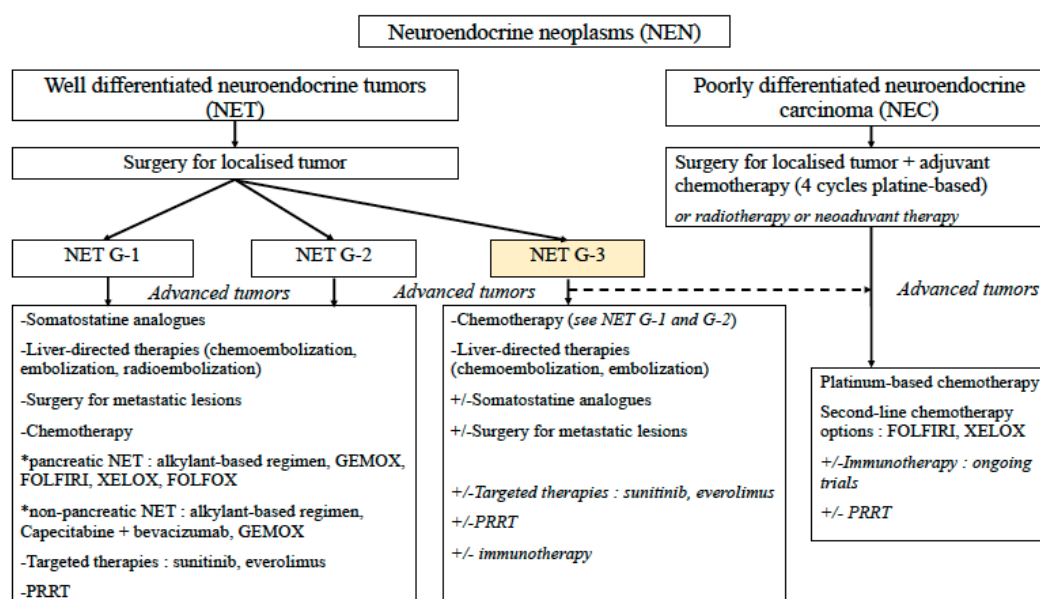 Neuroendocrine neoplasms (NEN)
Well differentiated neuroendocrine tumors
(NET)
Poorly differentiated neuroendocrine
carcinoma (NEC)
Surgery for localised tumor
Surgery for localised tumor + adjuvant
chemotherapy (4 cycles platine-based)
or radiotherapy or neoaduvant therapy
NET G-1
NET G-2
NET G-3
Advanced tumors
Advanced tumors
Advanced tumors
-Somatostatine analogues
-Liver-directed therapies (chemoembolization,
embolization, radioembolization)
-Surgery for metastatic lesions
-Chemotherapy
*pancreatic NET : alkylant-based regimen, GEMOX,
FOLFIRI, XELOX, FOLFOX
*non-pancreatic NET : alkylant-based regimen,
Capecitabine + bevacizumab, GEMOX
-Targeted therapies : sunitinib, everolimus
-PRRT
-Chemotherapy (see NET G-1 and G-2)
-Liver-directed therapies
(chemoembolization, embolization)
+/-Somatostatine analogues
+/-Surgery for metastatic lesions
+/-Targeted therapies : sunitinib, everolimus
+/-PRRT
+/- immunotherapy
Platinum-based chemotherapy
Second-line chemotherapy
options : FOLFIRI, XELOX
+/-Immunotherapy : ongoing
trials
+/- PRRT